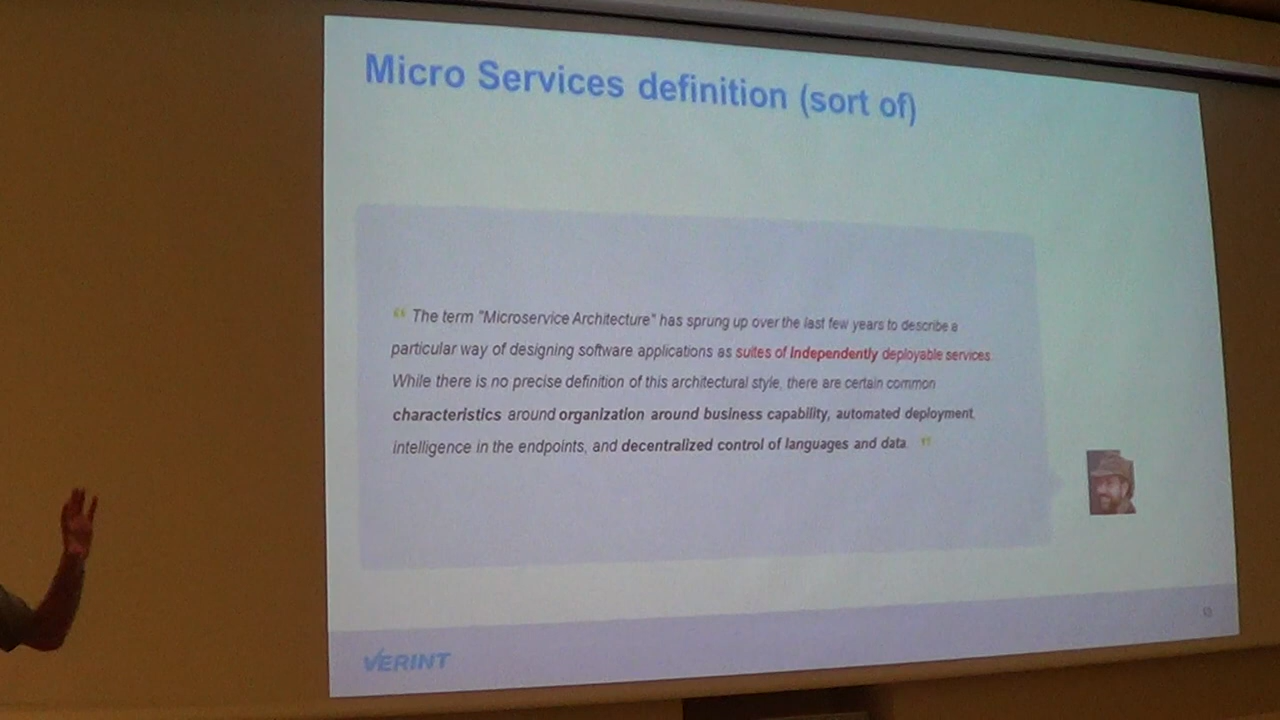 Micro Services definition (sort of)
“ The term "Microservice Architecture" has sprung up over the last few years to describe a
particular way of designing software applications as suites of independently deployable services.
While there is no precise definition of this architectural style, there are certain common
characteristics around organization around business capability, automated deployment,
intelligence in the endpoints, and decentralized control of languages and data. ”
VERINT